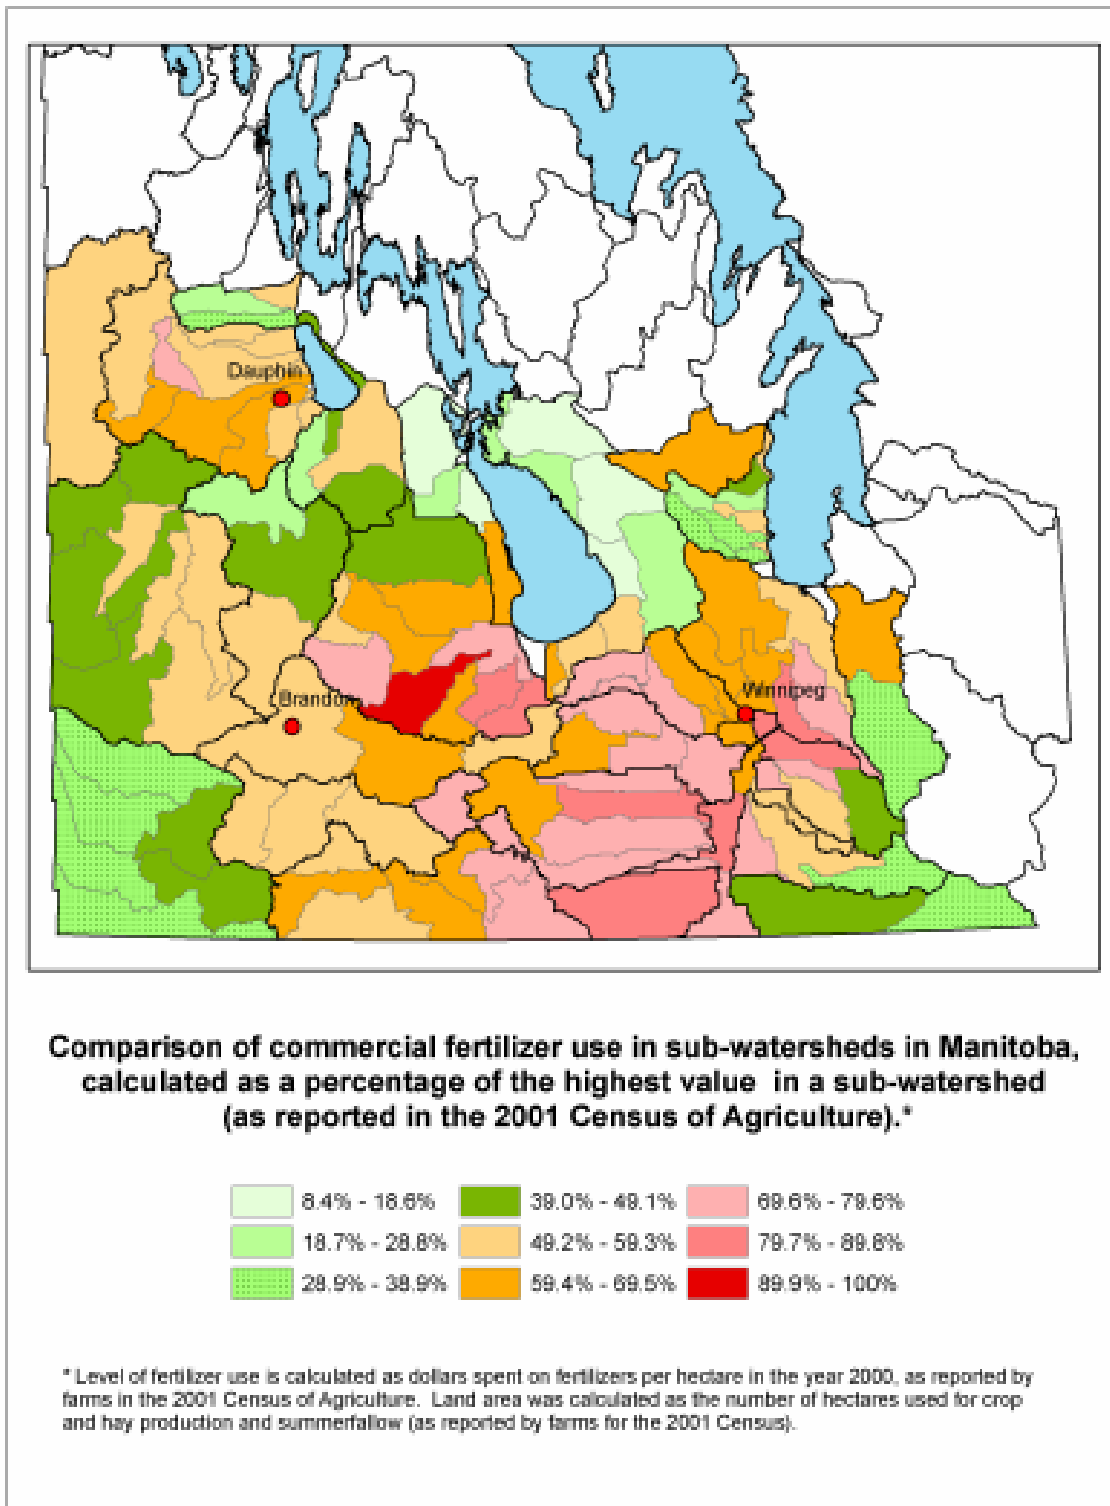 Dauphin
Brandon
Winnipeg
Comparison of commercial fertilizer use in sub-watersheds in Manitoba,
calculated as a percentage of the highest value in a sub-watershed
(as reported in the 2001 Census of Agriculture).*
8.4% - 18.6% 39.0% - 49.1% 69.6% - 79.6%
18.7% - 28.8% 49.2% - 59.3% 79.7% - 89.8%
28.9% - 38.9% 59.4% - 69.5% 89.9% - 100%
* Level of fertilizer use is calculated as dollars spent on fertilizers per hectare in the year 2000, as reported by
farms in the 2001 Census of Agriculture. Land area was calculated as the number of hectares used for crop
and hay production and summerfallow (as reported by farms for the 2001 Census).